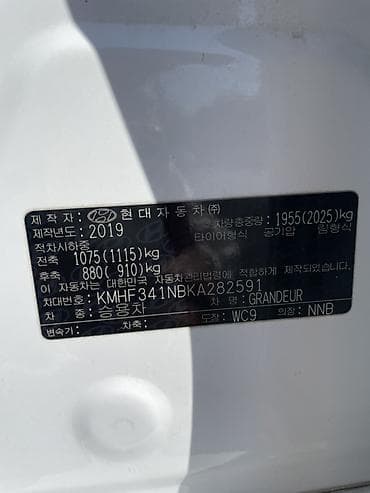 제 작 자 : 현대자동차㈜ 차량총중량: 1955(2025)kg
제작년도: 2019 타이어형식 공기압 림형식
적차시하중
전축 1075(1115)kg
후축 880( 910)kg
이 자동차는 대한민국 자동차관리법령에 적합하게 제작되었습니다.
차대번호: KMHF341NBKA282591
차 종: 승용차 차 명: GRANDEUR
변속기: 차축: 도장: WC9 의장: NNB